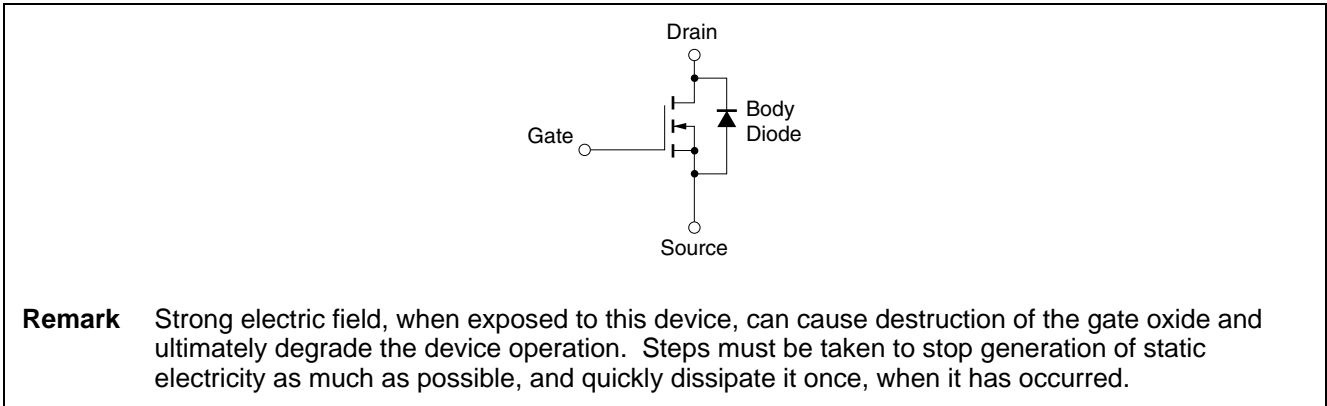 Drain
Body
Diode
Gate
Source
Remark Strong electric field, when exposed to this device, can cause destruction of the gate oxide and
ultimately degrade the device operation. Steps must be taken to stop generation of static
electricity as much as possible, and quickly dissipate it once, when it has occurred.